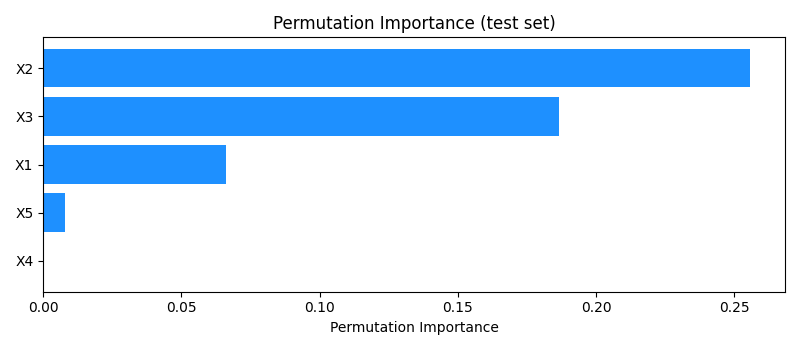 Permutation Importance (test set)
X2
X3
X1
X5
X4
0.00 0.05 0.10 0.15 0.20 0.25
Permutation Importance